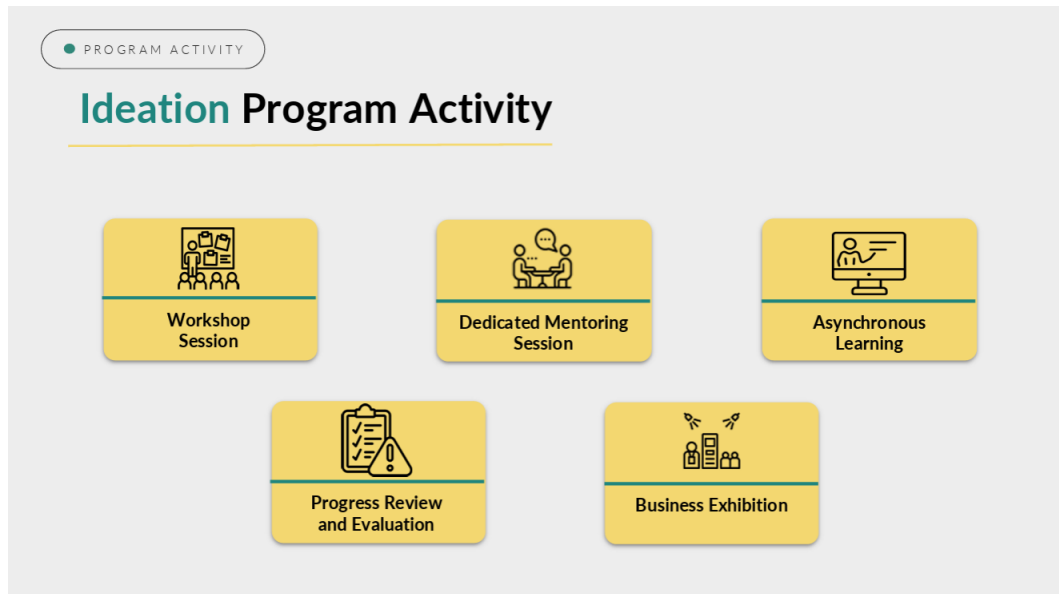 PROGRAM ACTIVITY
Ideation Program Activity
Workshop
Session
Dedicated Mentoring
Session
Asynchronous
Learning
Progress Review
and Evaluation
Business Exhibition